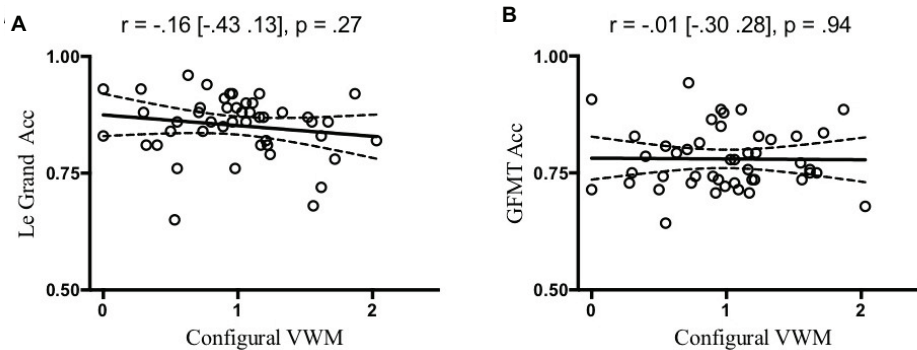 A
r = -.16 [-.43 .13], p = .27
1.00
0.75
0.50
Le Grand Acc
0
1
2
Configural VWM
B
r = -.01 [-.30 .28], p = .94
1.00
0.75
0.50
GFMT Acc
0
1
2
Configural VWM